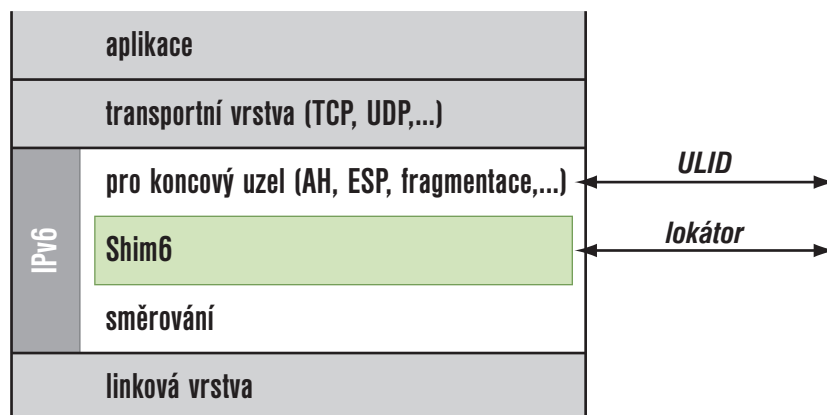 aplikace
transportní vrstva (TCP, UDP,...)
IPv6
pro koncový uzel (AH, ESP, fragmentace,...)
ULID
Shim6
lokátor
směrování
linková vrstva